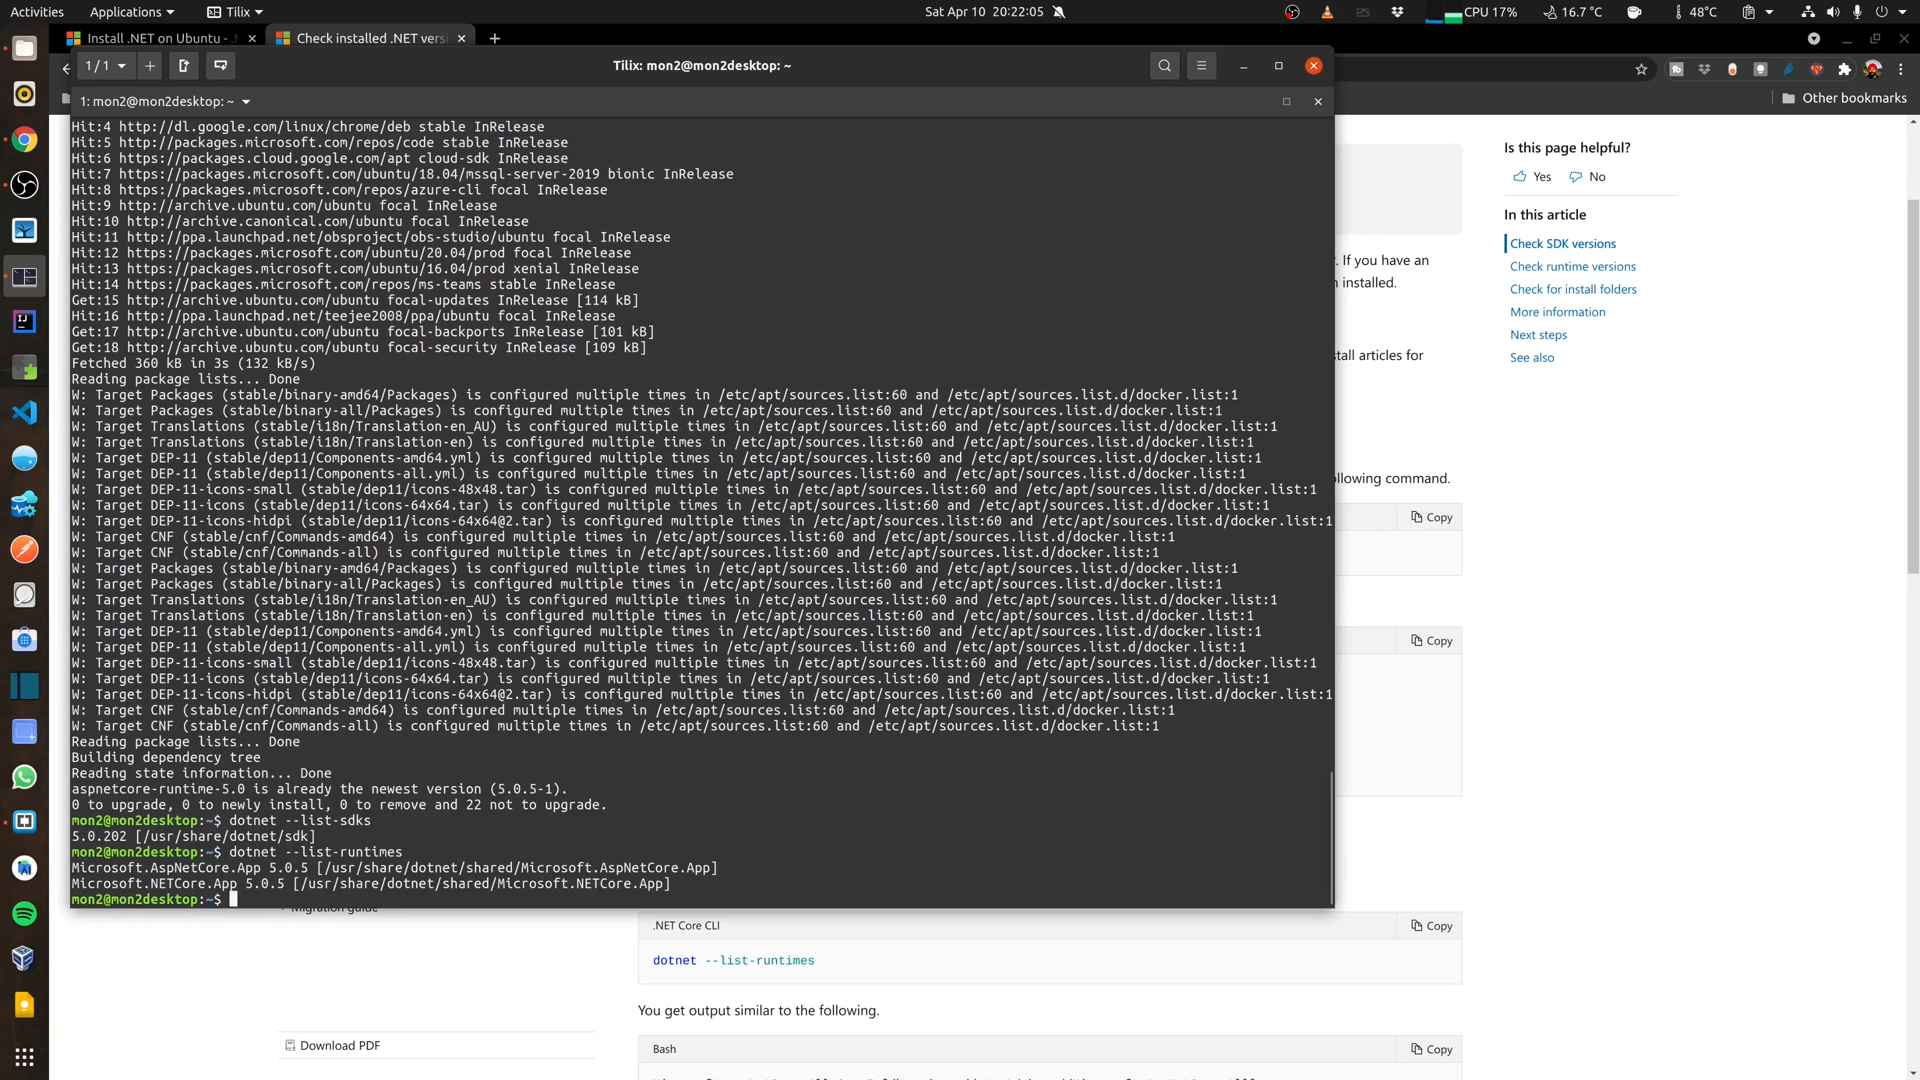 Activities
Applications
Tilix
Sat Apr 10 20:22:05
CPU 17%
16.7 °C
48°C
Install .NET on Ubuntu -
Check installed .NET vers
1 / 1
Tilix: mon2@mon2desktop: ~
1: mon2@mon2desktop: ~
Other bookmarks
Hit:4 http://dl.google.com/linux/chrome/deb stable InRelease
Hit:5 http://packages.microsoft.com/repos/code stable InRelease
Hit:6 https://packages.cloud.google.com/apt cloud-sdk InRelease
Hit:7 https://packages.microsoft.com/ubuntu/18.04/mssql-server-2019 bionic InRelease
Hit:8 https://packages.microsoft.com/repos/azure-cli focal InRelease
Hit:9 http://archive.ubuntu.com/ubuntu focal InRelease
Hit:10 http://archive.canonical.com/ubuntu focal InRelease
Hit:11 http://ppa.launchpad.net/obsproject/obs-studio/ubuntu focal InRelease
Hit:12 https://packages.microsoft.com/ubuntu/20.04/prod focal InRelease
Hit:13 https://packages.microsoft.com/ubuntu/16.04/prod xenial InRelease
Hit:14 https://packages.microsoft.com/repos/ms-teams stable InRelease
Get:15 http://archive.ubuntu.com/ubuntu focal-updates InRelease [114 kB]
Hit:16 http://ppa.launchpad.net/teejee2008/ppa/ubuntu focal InRelease
Get:17 http://archive.ubuntu.com/ubuntu focal-backports InRelease [101 kB]
Get:18 http://archive.ubuntu.com/ubuntu focal-security InRelease [109 kB]
Fetched 360 kB in 3s (132 kB/s)
Reading package lists... Done
W: Target Packages (stable/binary-amd64/Packages) is configured multiple times in /etc/apt/sources.list:60 and /etc/apt/sources.list.d/docker.list:1
W: Target Packages (stable/binary-all/Packages) is configured multiple times in /etc/apt/sources.list:60 and /etc/apt/sources.list.d/docker.list:1
W: Target Translations (stable/i18n/Translation-en_AU) is configured multiple times in /etc/apt/sources.list:60 and /etc/apt/sources.list.d/docker.list:1
W: Target Translations (stable/i18n/Translation-en) is configured multiple times in /etc/apt/sources.list:60 and /etc/apt/sources.list.d/docker.list:1
W: Target DEP-11 (stable/dep11/Components-amd64.yml) is configured multiple times in /etc/apt/sources.list:60 and /etc/apt/sources.list.d/docker.list:1
W: Target DEP-11 (stable/dep11/Components-all.yml) is configured multiple times in /etc/apt/sources.list:60 and /etc/apt/sources.list.d/docker.list:1
W: Target DEP-11-icons-small (stable/dep11/icons-48x48.tar) is configured multiple times in /etc/apt/sources.list:60 and /etc/apt/sources.list.d/docker.list:1
W: Target DEP-11-icons (stable/dep11/icons-64x64.tar) is configured multiple times in /etc/apt/sources.list:60 and /etc/apt/sources.list.d/docker.list:1
W: Target DEP-11-icons-hidpi (stable/dep11/icons-64x64@2.tar) is configured multiple times in /etc/apt/sources.list:60 and /etc/apt/sources.list.d/docker.list:1
W: Target CNF (stable/cnf/Commands-amd64) is configured multiple times in /etc/apt/sources.list:60 and /etc/apt/sources.list.d/docker.list:1
W: Target CNF (stable/cnf/Commands-all) is configured multiple times in /etc/apt/sources.list:60 and /etc/apt/sources.list.d/docker.list:1
W: Target Packages (stable/binary-amd64/Packages) is configured multiple times in /etc/apt/sources.list:60 and /etc/apt/sources.list.d/docker.list:1
W: Target Packages (stable/binary-all/Packages) is configured multiple times in /etc/apt/sources.list:60 and /etc/apt/sources.list.d/docker.list:1
W: Target Translations (stable/i18n/Translation-en_AU) is configured multiple times in /etc/apt/sources.list:60 and /etc/apt/sources.list.d/docker.list:1
W: Target Translations (stable/i18n/Translation-en) is configured multiple times in /etc/apt/sources.list:60 and /etc/apt/sources.list.d/docker.list:1
W: Target DEP-11 (stable/dep11/Components-amd64.yml) is configured multiple times in /etc/apt/sources.list:60 and /etc/apt/sources.list.d/docker.list:1
W: Target DEP-11 (stable/dep11/Components-all.yml) is configured multiple times in /etc/apt/sources.list:60 and /etc/apt/sources.list.d/docker.list:1
W: Target DEP-11-icons-small (stable/dep11/icons-48x48.tar) is configured multiple times in /etc/apt/sources.list:60 and /etc/apt/sources.list.d/docker.list:1
W: Target DEP-11-icons (stable/dep11/icons-64x64.tar) is configured multiple times in /etc/apt/sources.list:60 and /etc/apt/sources.list.d/docker.list:1
W: Target DEP-11-icons-hidpi (stable/dep11/icons-64x64@2.tar) is configured multiple times in /etc/apt/sources.list:60 and /etc/apt/sources.list.d/docker.list:1
W: Target CNF (stable/cnf/Commands-amd64) is configured multiple times in /etc/apt/sources.list:60 and /etc/apt/sources.list.d/docker.list:1
W: Target CNF (stable/cnf/Commands-all) is configured multiple times in /etc/apt/sources.list:60 and /etc/apt/sources.list.d/docker.list:1
Reading package lists... Done
Building dependency tree
Reading state information... Done
aspnetcore-runtime-5.0 is already the newest version (5.0.5-1).
0 to upgrade, 0 to newly install, 0 to remove and 22 not to upgrade.
mon2@mon2desktop:~$ dotnet --list-sdks
5.0.202 [/usr/share/dotnet/sdk]
mon2@mon2desktop:~$ dotnet --list-runtimes
Microsoft.AspNetCore.App 5.0.5 [/usr/share/dotnet/shared/Microsoft.AspNetCore.App]
Microsoft.NETCore.App 5.0.5 [/usr/share/dotnet/shared/Microsoft.NETCore.App]
mon2@mon2desktop:~$
Migration guide
Download PDF
. If you have an
installed.
stall articles for
llowing command.
Copy
Copy
.NET Core CLI
Copy
dotnet --list-runtimes
You get output similar to the following.
Bash
Copy
Is this page helpful?
Yes
No
In this article
Check SDK versions
Check runtime versions
Check for install folders
More information
Next steps
See also